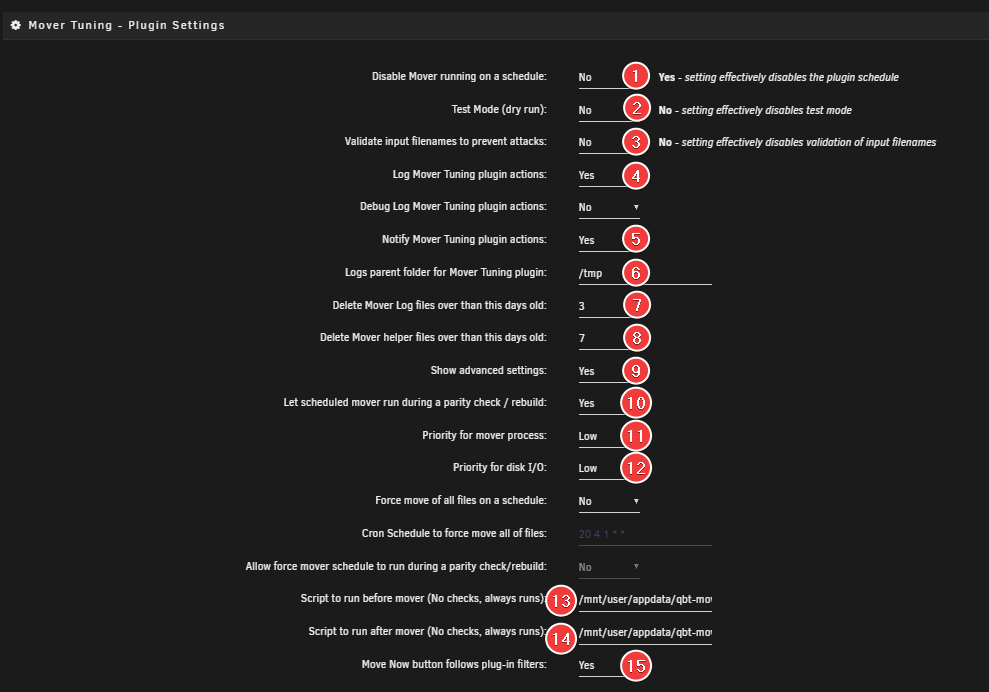 Mover Tuning - Plugin Settings
Disable Mover running on a schedule: No 1 Yes - setting effectively disables the plugin schedule
Test Mode (dry run): No 2 No - setting effectively disables test mode
Validate input filenames to prevent attacks: No 3 No - setting effectively disables validation of input filenames
Log Mover Tuning plugin actions: Yes 4
Debug Log Mover Tuning plugin actions: No
Notify Mover Tuning plugin actions: Yes 5
Logs parent folder for Mover Tuning plugin: /tmp 6
Delete Mover Log files over than this days old: 3 7
Delete Mover helper files over than this days old: 7 8
Show advanced settings: Yes 9
Let scheduled mover run during a parity check / rebuild: Yes 10
Priority for mover process: Low 11
Priority for disk I/O: Low 12
Force move of all files on a schedule: No
Cron Schedule to force move all of files: 20 4 1 * *
Allow force mover schedule to run during a parity check/rebuild: No
Script to run before mover (No checks, always runs): 13 /mnt/user/appdata/qbt-mov
Script to run after mover (No checks, always runs): 14 /mnt/user/appdata/qbt-mov
Move Now button follows plug-in filters: Yes 15